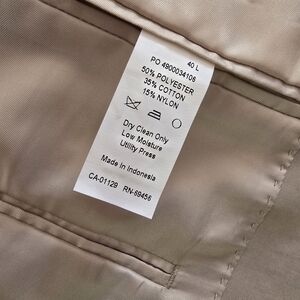 40 L
PO 4900034106
50% POLYESTER
35% COTTON
15% NYLON
Dry Clean Only
Low Moisture
Utility Press
Made in Indonesia
CA-01129 RN-69456